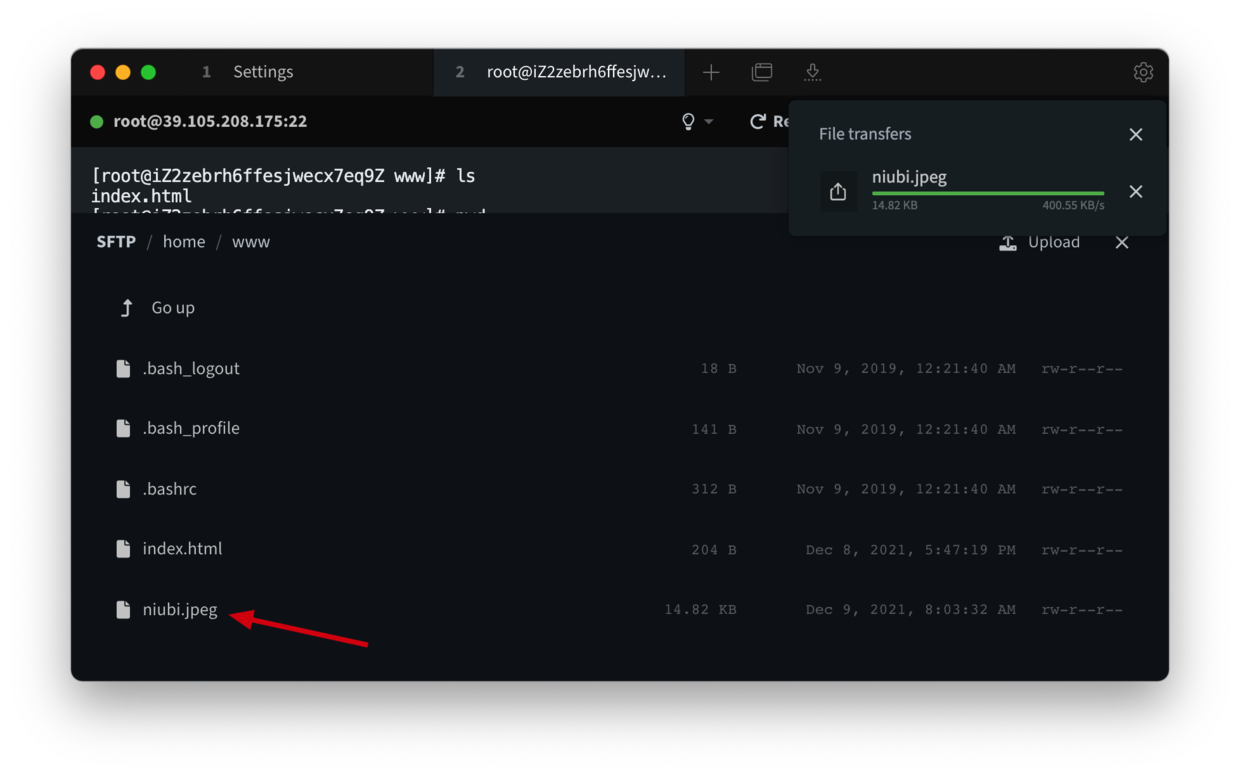 1 Settings 2 root@iZ2zebrh6ffesjw...
root@39.105.208.175:22 Re
File transfers
niubi.jpeg
14.82 KB 400.55 KB/s
[root@iZ2zebrh6ffesjwecx7eq9Z www]# ls
index.html
[root@iZ2zebrh6ffesjwecx7eq9Z www]# pwd
SFTP / home / www Upload
Go up
.bash_logout 18 B Nov 9, 2019, 12:21:40 AM rw-r--r--
.bash_profile 141 B Nov 9, 2019, 12:21:40 AM rw-r--r--
.bashrc 312 B Nov 9, 2019, 12:21:40 AM rw-r--r--
index.html 204 B Dec 8, 2021, 5:47:19 PM rw-r--r--
niubi.jpeg 14.82 KB Dec 9, 2021, 8:03:32 AM rw-r--r--